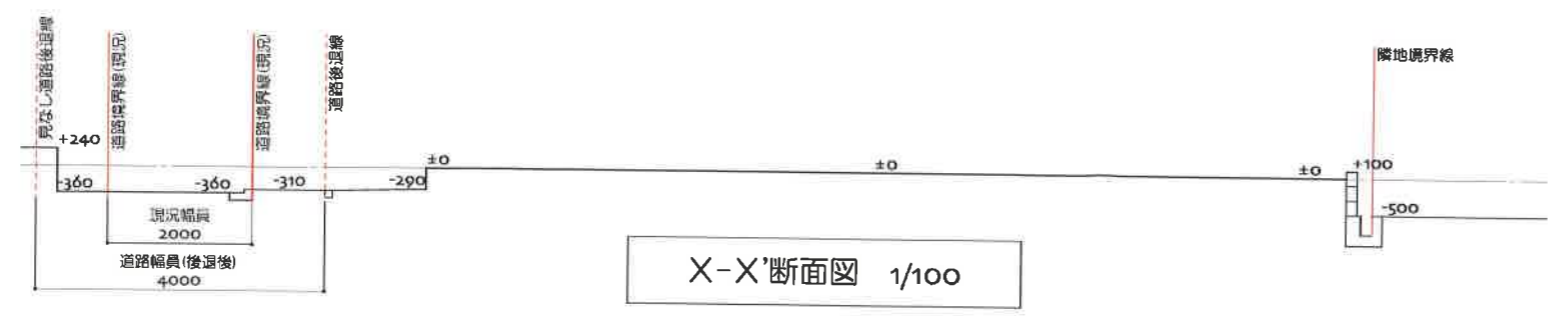 見なし道路後退線
道路境界線(現況)
道路境界線(現況)
道路後退線
隣地境界線
+240
±0
±0
±0
+100
-360
-360
-310
-290
-500
現況幅員
2000
道路幅員(後退後)
4000
X-X'断面図 1/100